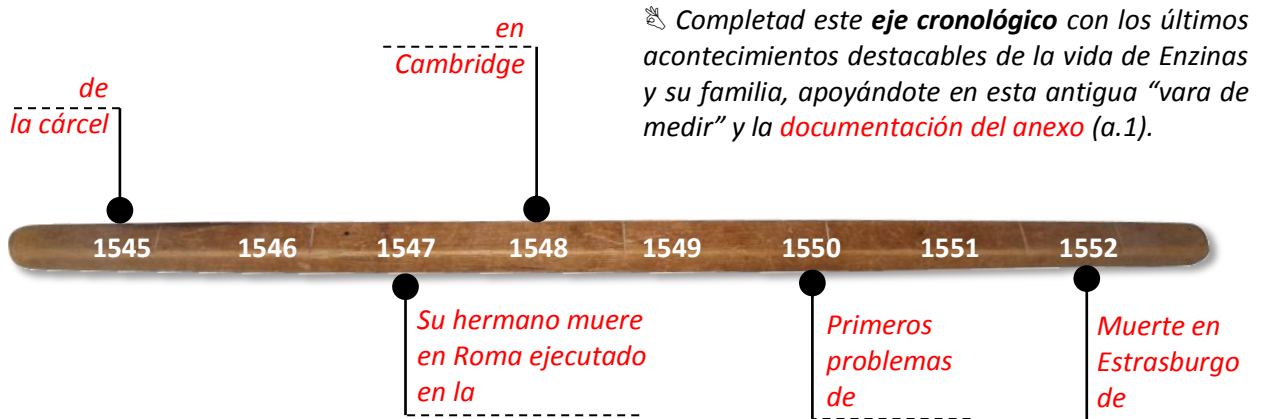 ✌ Completad este eje cronológico con los últimos
acontecimientos destacables de la vida de Enzinas
y su familia, apoyándote en esta antigua “vara de
medir” y la documentación del anexo (a.1).
de
la cárcel
en
Cambridge
1545 1546 1547 1548 1549 1550 1551 1552
Su hermano muere
en Roma ejecutado
en la
Primeros
problemas
de
Muerte en
Estrasburgo
de